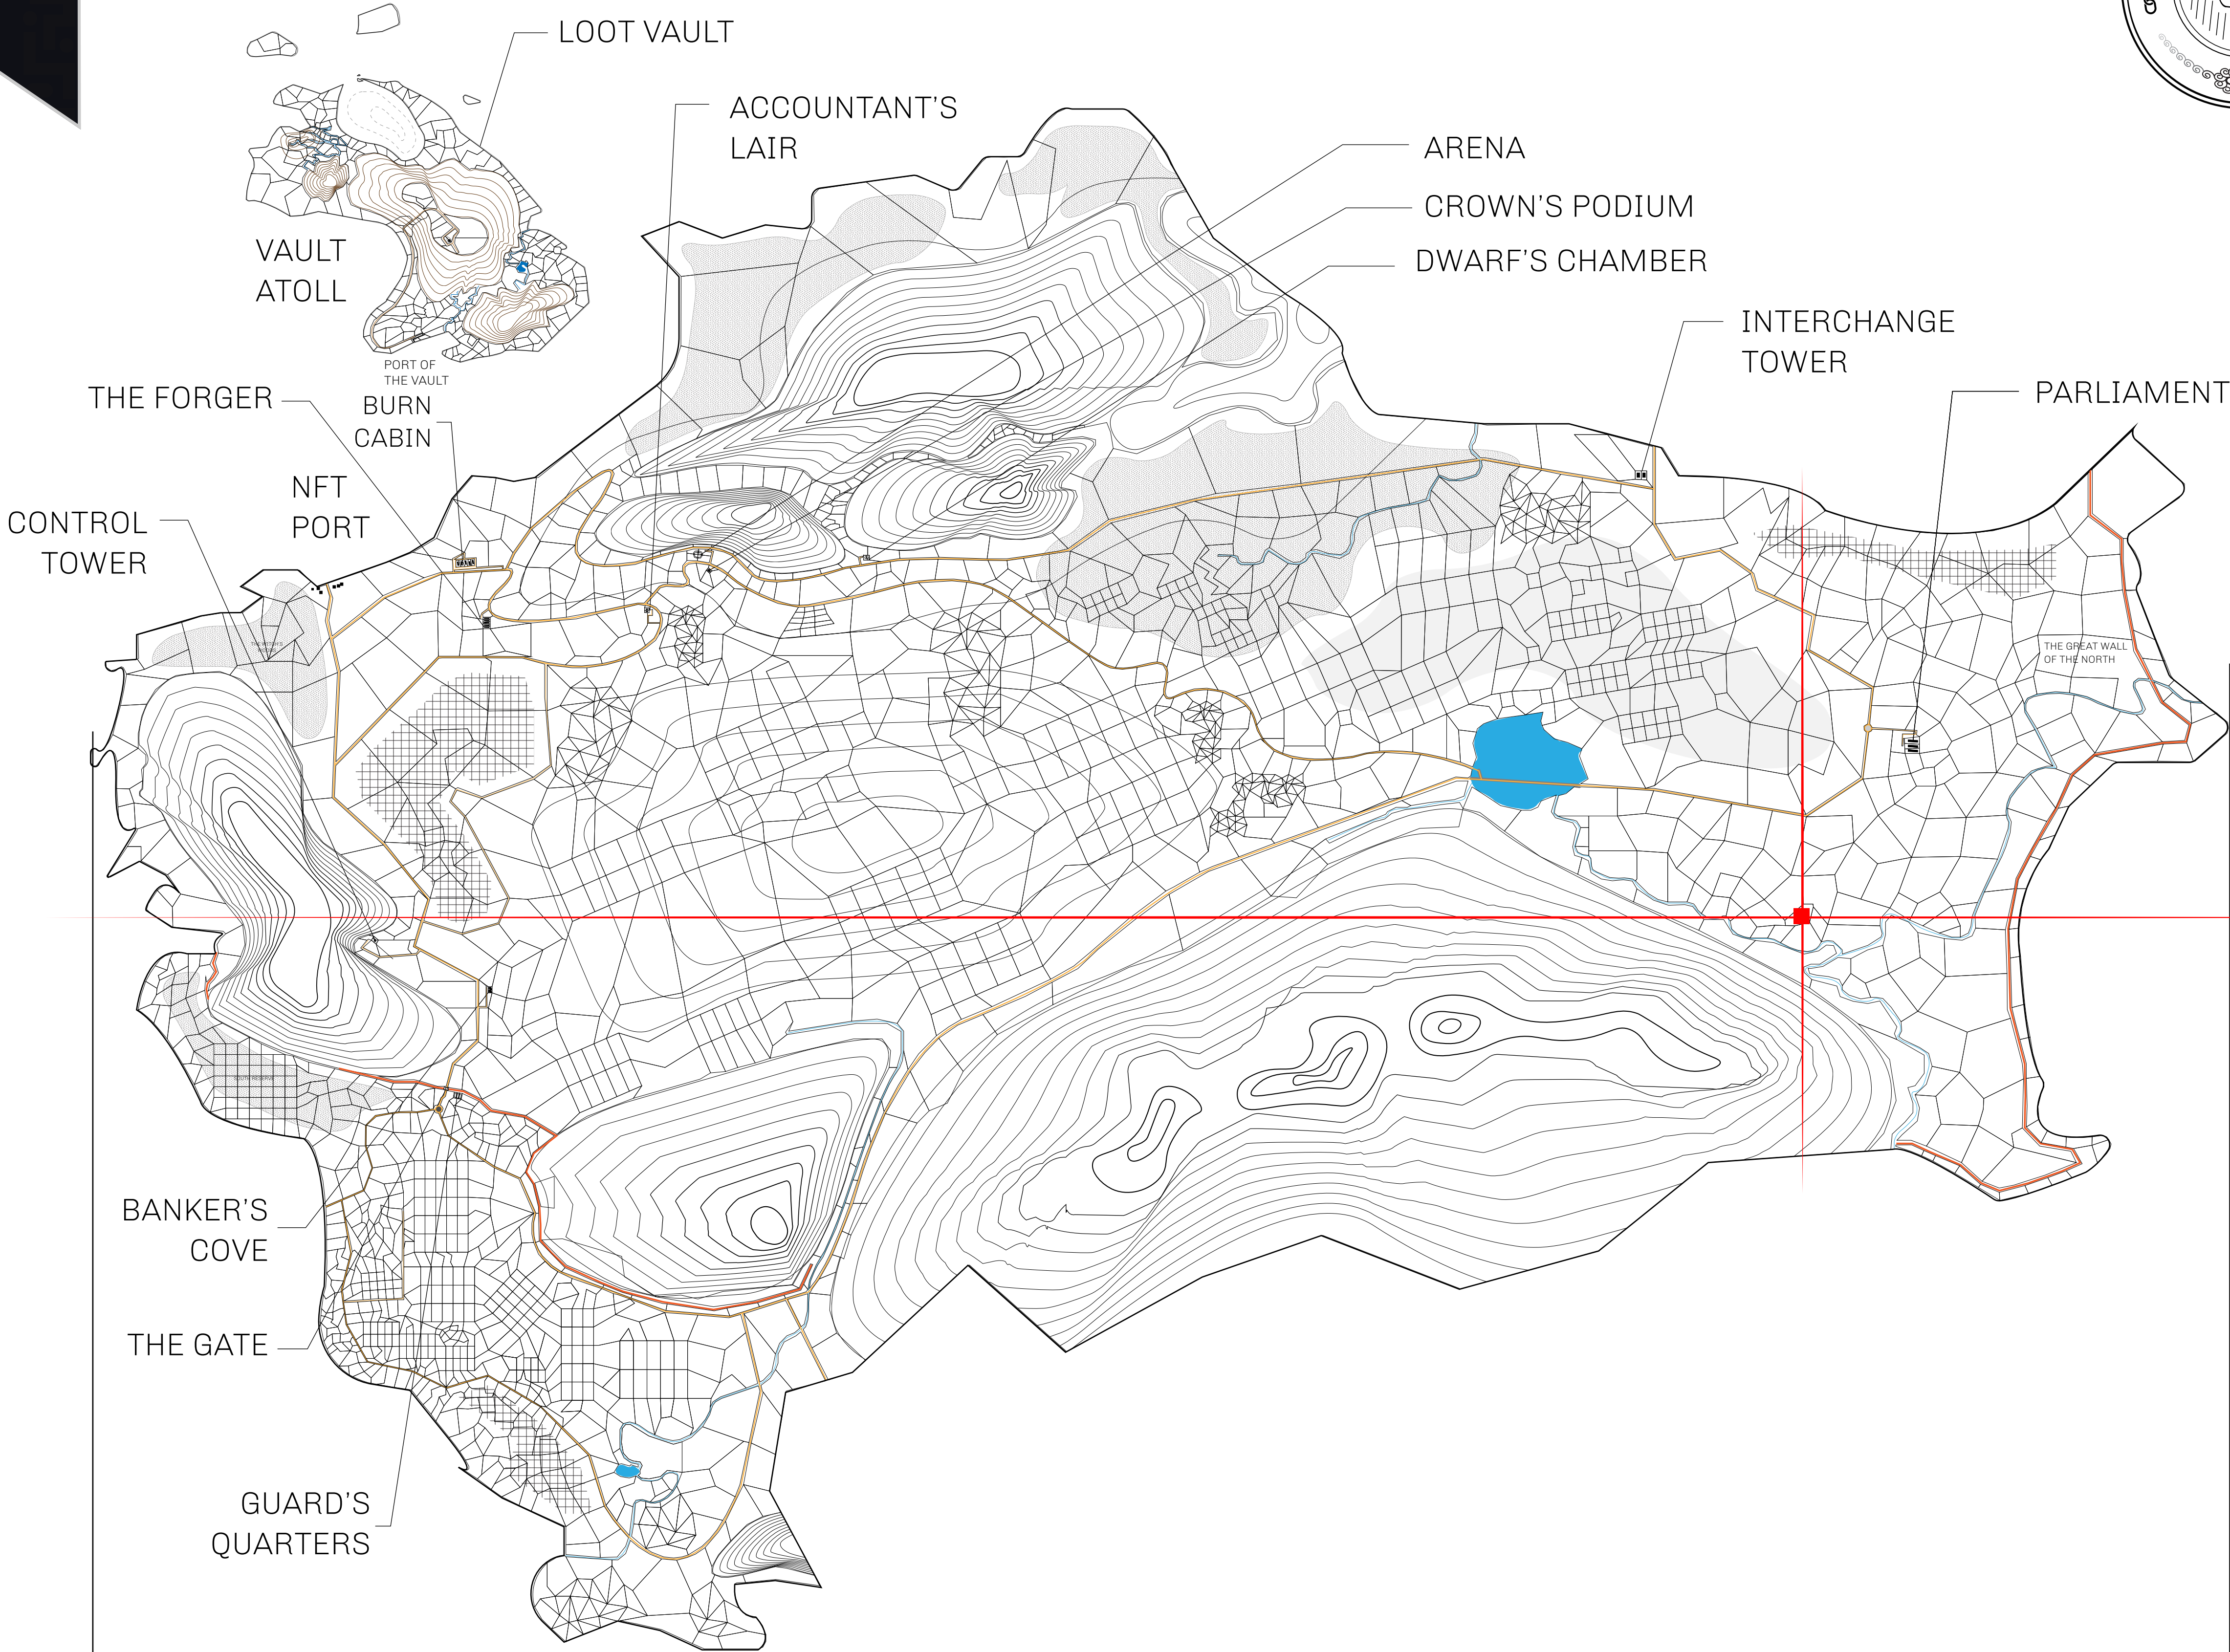 LOOT VAULT
ACCOUNTANT'S
LAIR
ARENA
CROWN'S PODIUM
DWARF'S CHAMBER
VAULT
ATOLL
INTERCHANGE
TOWER
PORT OF
THE VAULT
PARLIAMENT
THE FORGER
BURN
CABIN
NFT
PORT
CONTROL
TOWER
THE GREAT WALL
OF THE NORTH
SOUTH RESERVE
BANKER'S
COVE
THE GATE
GUARD'S
QUARTERS